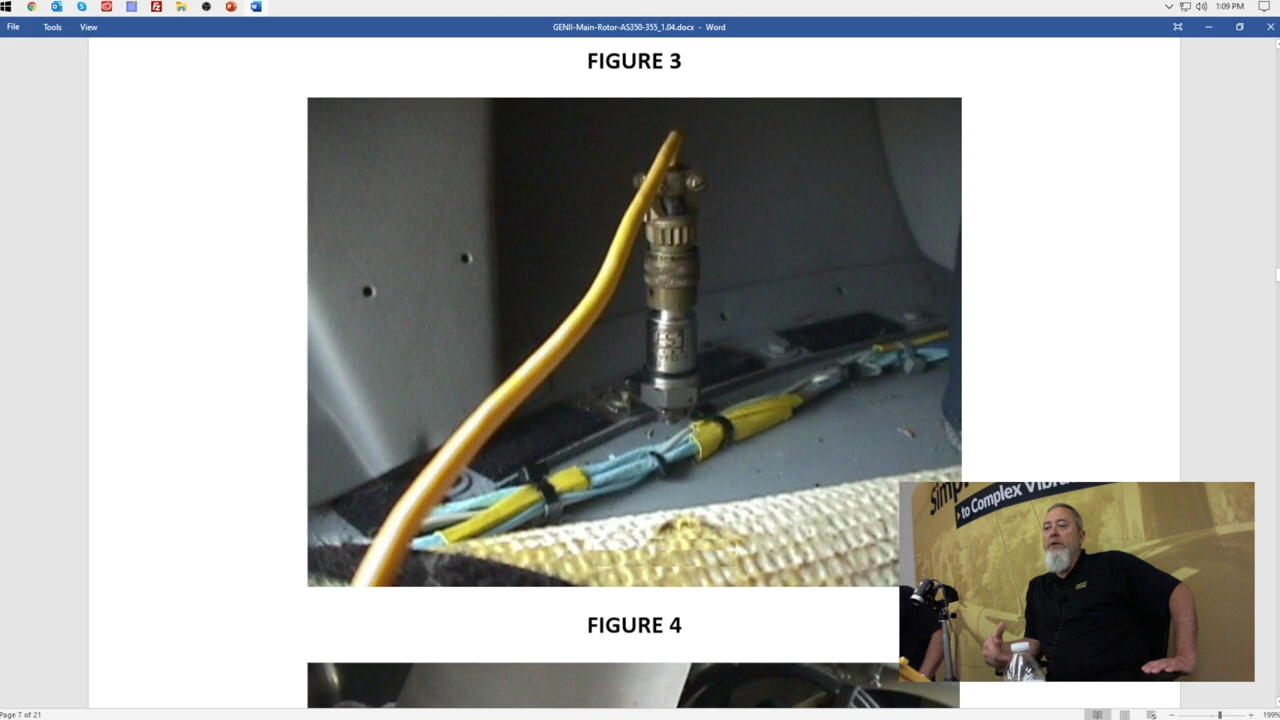 1:09 PM
File Tools View GENII-Main-Rotor-AS350-355_1.04.docx - Word
FIGURE 3
FIGURE 4
to Complex
Page 7 of 21
199%